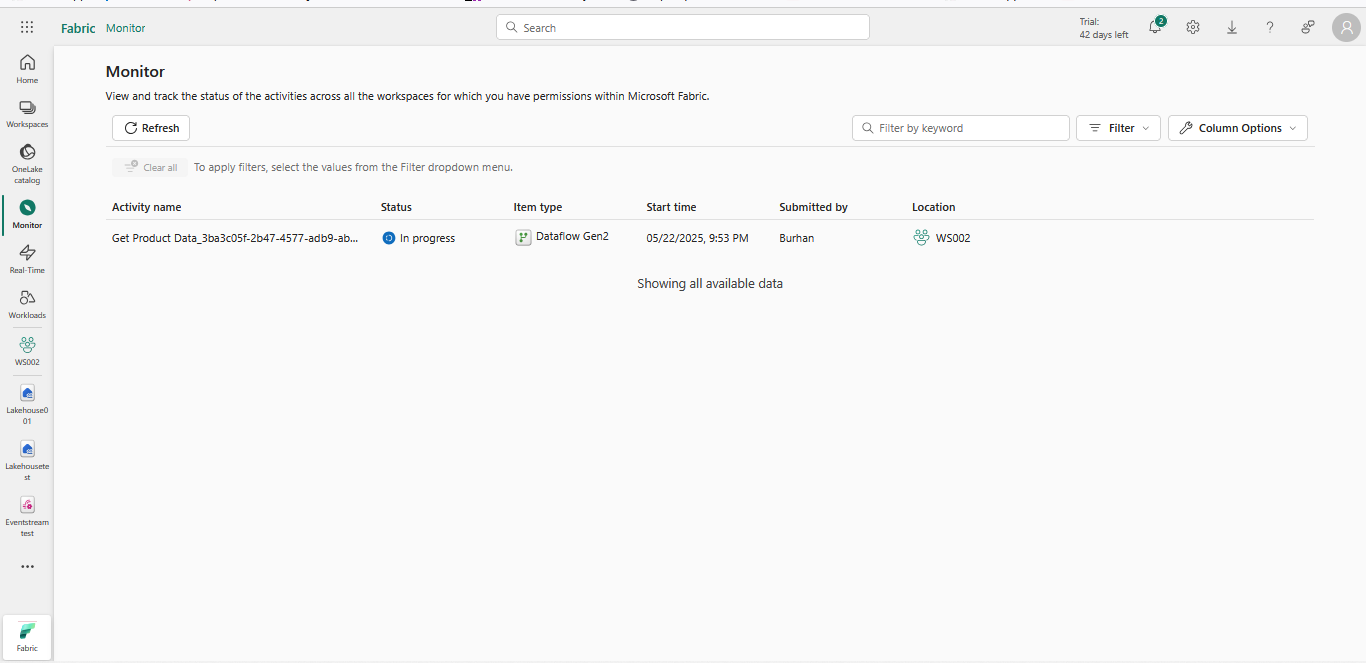 Fabric Monitor
Search
Trial:
42 days left
2
Home
Workspaces
OneLake
catalog
Monitor
Real-Time
Workloads
WS002
Lakehouse0
01
Lakehousete
st
Eventstream
test
Fabric
Monitor
View and track the status of the activities across all the workspaces for which you have permissions within Microsoft Fabric.
Refresh
Filter by keyword
Filter
Column Options
Clear all
To apply filters, select the values from the Filter dropdown menu.
Activity name Status Item type Start time Submitted by Location
Get Product Data_3ba3c05f-2b47-4577-adb9-ab... In progress Dataflow Gen2 05/22/2025, 9:53 PM Burhan WS002
Showing all available data